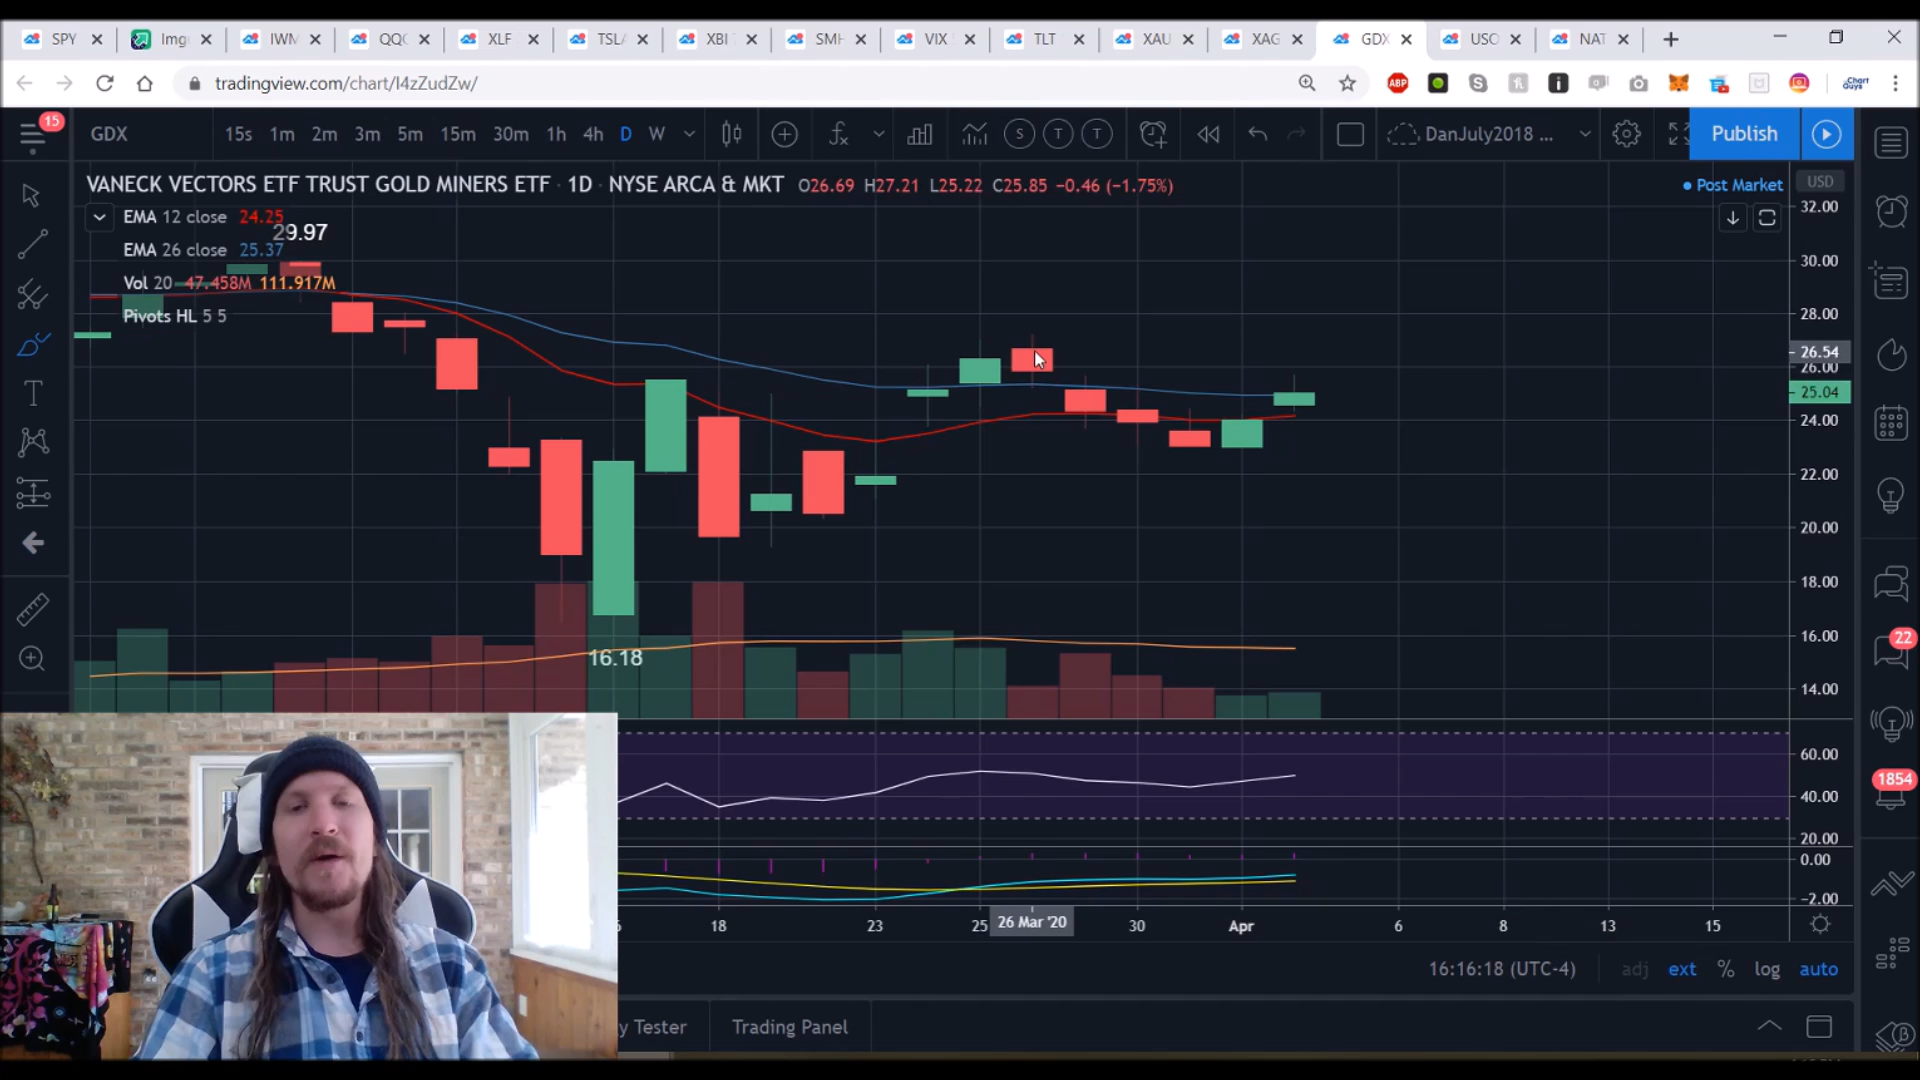 SPY Img IWM QQQ XLF TSLA XBI SMH VIX TLT XAU XAG GDX USO NAT
tradingview.com/chart/I4zZudZw/
ABP
Chart Guys
15
GDX 15s 1m 2m 3m 5m 15m 30m 1h 4h D W S T T DanJuly2018 ... Publish
VANECK VECTORS ETF TRUST GOLD MINERS ETF · 1D · NYSE ARCA & MKT O26.69 H27.21 L25.22 C25.85 −0.46 (−1.75%) Post Market USD
EMA 12 close 24.25
29.97
EMA 26 close 25.37
Vol 20 47.458M 111.917M
Pivots HL 5 5
32.00
30.00
28.00
26.54
26.00
25.04
24.00
22.00
20.00
18.00
16.00
16.18
14.00
60.00
40.00
20.00
0.00
−2.00
22
1854
18 23 25 26 Mar '20 30 Apr 6 8 13 15
16:16:18 (UTC-4) adj ext % log auto
y Tester Trading Panel